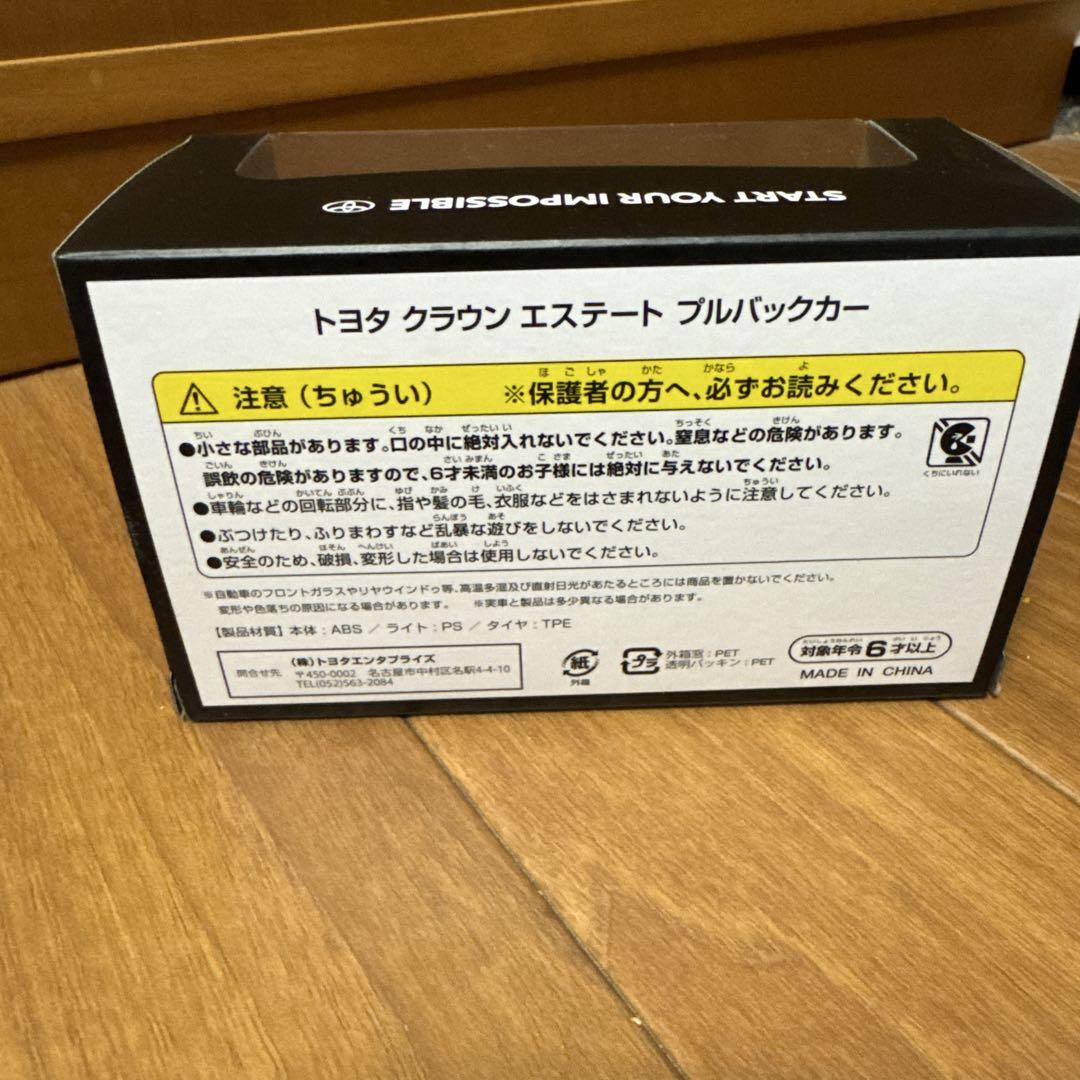 START YOUR IMPOSSIBLE
トヨタ クラウン エステート プルバックカー
注意（ちゅうい） ※保護者の方へ、必ずお読みください。
●小さな部品があります。口の中に絶対入れないでください。窒息などの危険があります。
誤飲の危険がありますので、6才未満のお子様には絶対に与えないでください。
●車輪などの回転部分に、指や髪の毛、衣服などをはさまれないように注意してください。
●ぶつけたり、ふりまわすなど乱暴な遊びをしないでください。
●安全のため、破損、変形した場合は使用しないでください。
くちにいれない
※自動車のフロントガラスやリヤウインドゥ等、高温多湿及び直射日光があたるところには商品を置かないでください。
変形や色落ちの原因になる場合があります。 ※実車と製品は多少異なる場合があります。
【製品材質】本体：ABS ／ ライト：PS ／ タイヤ：TPE
問合せ先
（株）トヨタエンタプライズ
〒450-0002 名古屋市中村区名駅4-4-10
TEL(052)563-2084
紙
外箱
プラ
外箱窓：PET
透明パッキン：PET
対象年令6才以上
MADE IN CHINA